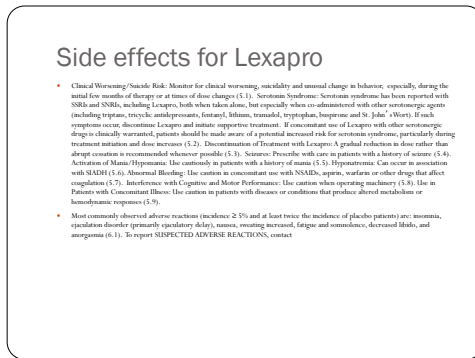 Side effects for Lexapro
• Clinical Worsening/Suicide Risk: Monitor for clinical worsening, suicidality and unusual change in behavior, especially, during the
initial few months of therapy or at times of dose changes (5.1). Serotonin Syndrome: Serotonin syndrome has been reported with
SSRIs and SNRIs, including Lexapro, both when taken alone, but especially when co-administered with other serotonergic agents
(including triptans, tricyclic antidepressants, fentanyl, lithium, tramadol, tryptophan, buspirone and St. John´s Wort). If such
symptoms occur, discontinue Lexapro and initiate supportive treatment. If concomitant use of Lexapro with other serotonergic
drugs is clinically warranted, patients should be made aware of a potential increased risk for serotonin syndrome, particularly during
treatment initiation and dose increases (5.2). Discontinuation of Treatment with Lexapro: A gradual reduction in dose rather than
abrupt cessation is recommended whenever possible (5.3). Seizures: Prescribe with care in patients with a history of seizure (5.4).
Activation of Mania/Hypomania: Use cautiously in patients with a history of mania (5.5). Hyponatremia: Can occur in association
with SIADH (5.6). Abnormal Bleeding: Use caution in concomitant use with NSAIDs, aspirin, warfarin or other drugs that affect
coagulation (5.7). Interference with Cognitive and Motor Performance: Use caution when operating machinery (5.8). Use in
Patients with Concomitant Illness: Use caution in patients with diseases or conditions that produce altered metabolism or
hemodynamic responses (5.9).
• Most commonly observed adverse reactions (incidence ≥ 5% and at least twice the incidence of placebo patients) are: insomnia,
ejaculation disorder (primarily ejaculatory delay), nausea, sweating increased, fatigue and somnolence, decreased libido, and
anorgasmia (6.1). To report SUSPECTED ADVERSE REACTIONS, contact